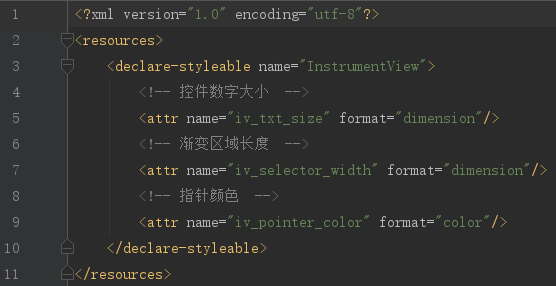 1 <?xml version="1.0" encoding="utf-8"?>
2 <resources>
3 <declare-styleable name="InstrumentView">
4 <!-- 控件数字大小 -->
5 <attr name="iv_txt_size" format="dimension"/>
6 <!-- 渐变区域长度 -->
7 <attr name="iv_selector_width" format="dimension"/>
8 <!-- 指针颜色 -->
9 <attr name="iv_pointer_color" format="color"/>
10 </declare-styleable>
11 </resources>